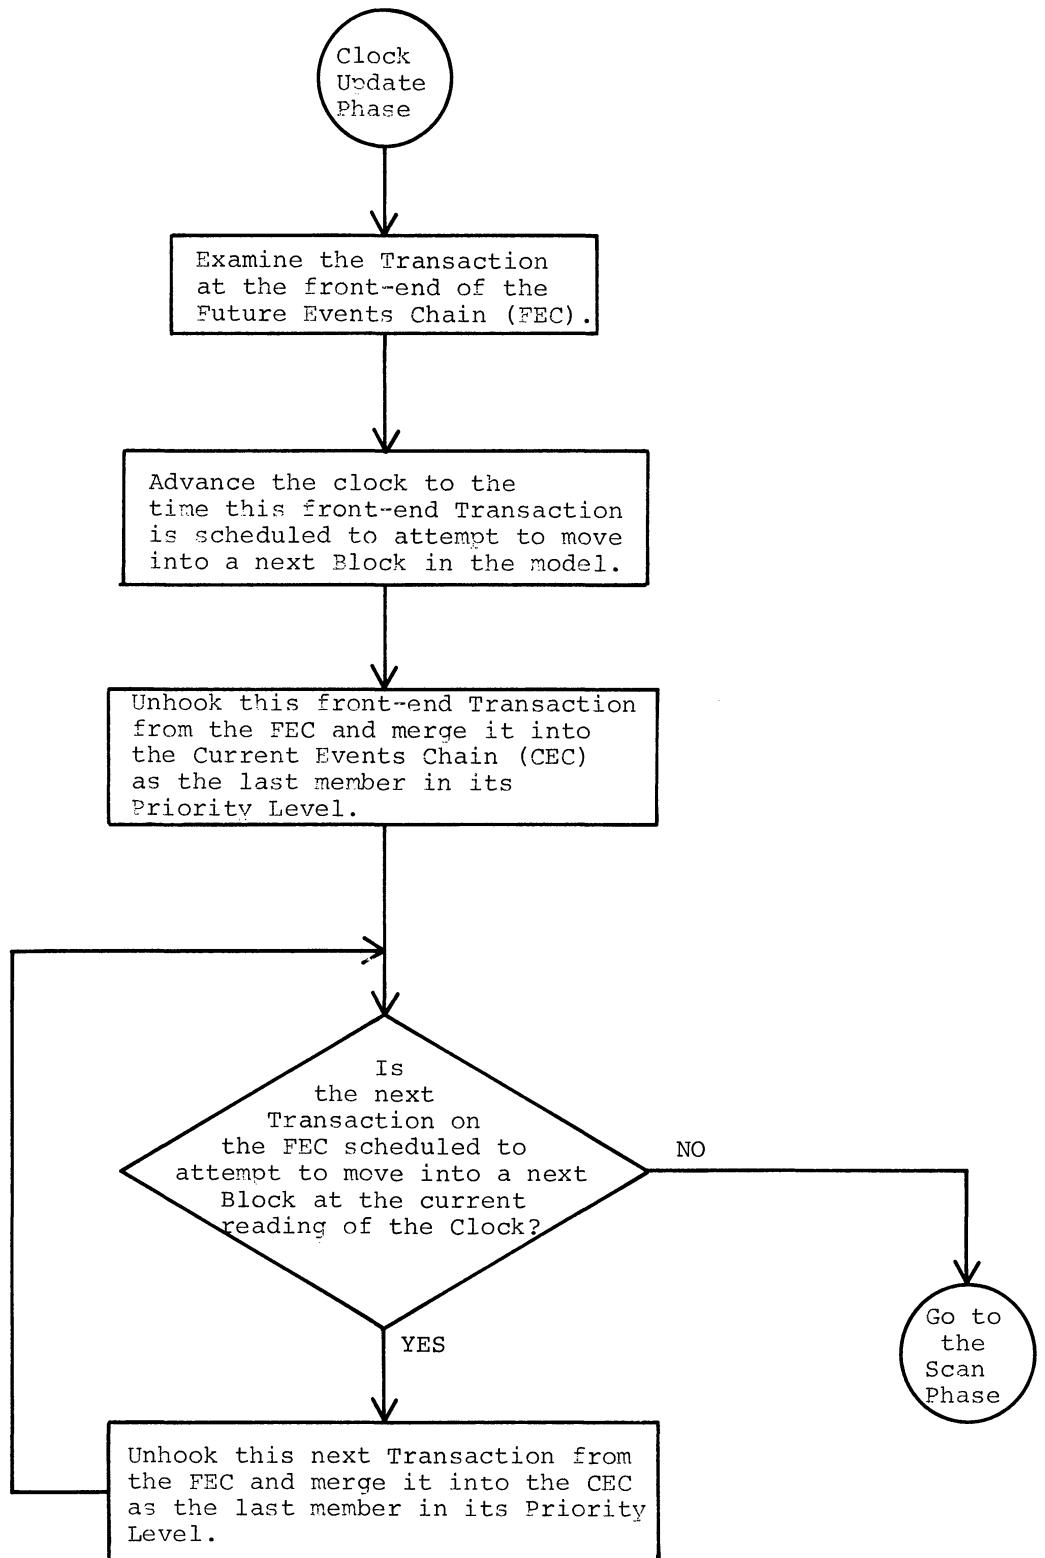 Clock
Update
Phase
Examine the Transaction
at the front-end of the
Future Events Chain (FEC).
Advance the clock to the
time this front-end Transaction
is scheduled to attempt to move
into a next Block in the model.
Unhook this front-end Transaction
from the FEC and merge it into
the Current Events Chain (CEC)
as the last member in its
Priority Level.
Is
the next
Transaction on
the FEC scheduled to
attempt to move into a next
Block at the current
reading of the Clock?
NO
YES
Go to
the
Scan
Phase
Unhook this next Transaction from
the FEC and merge it into the CEC
as the last member in its Priority
Level.